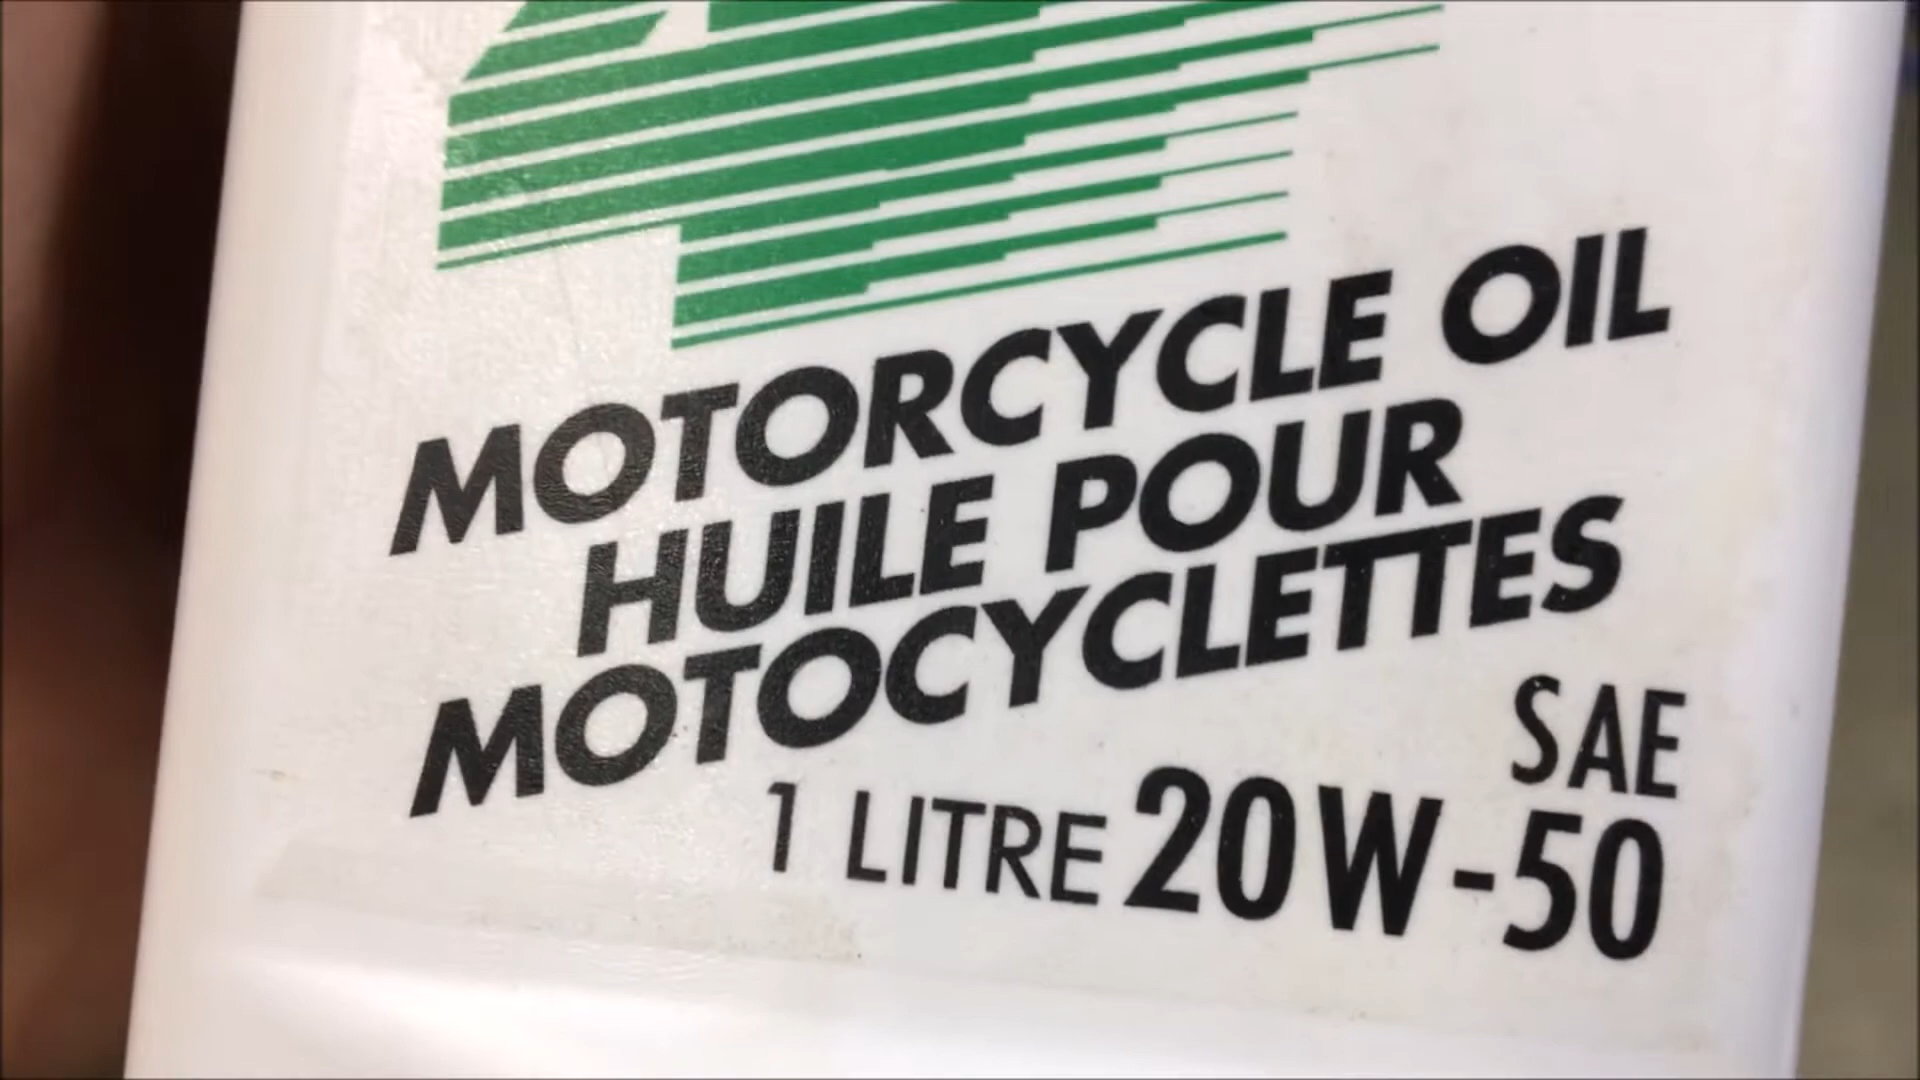 MOTORCYCLE OIL
HUILE POUR
MOTOCYCLETTES
SAE
1 LITRE 20W-50